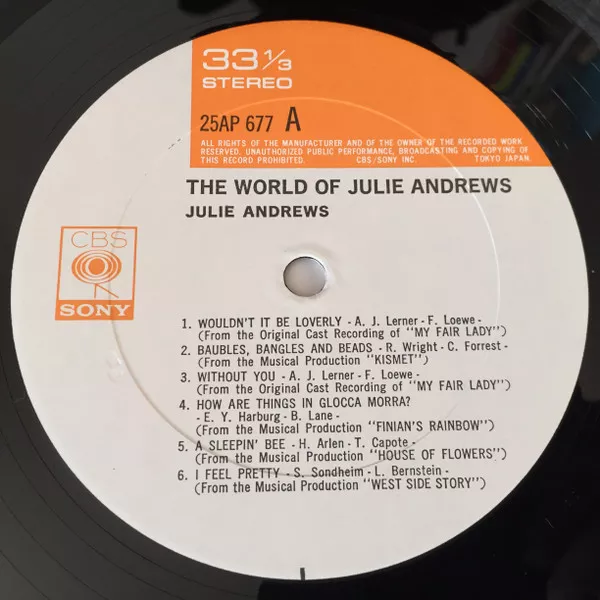 33 1/3
STEREO
25AP 677 A
ALL RIGHTS OF THE MANUFACTURER AND OF THE OWNER OF THE RECORDED WORK
RESERVED. UNAUTHORIZED PUBLIC PERFORMANCE, BROADCASTING AND COPYING OF
THIS RECORD PROHIBITED. CBS/SONY INC. TOKYO JAPAN.
THE WORLD OF JULIE ANDREWS
JULIE ANDREWS
CBS
SONY
1. WOULDN'T IT BE LOVERLY - A. J. Lerner - F. Loewe -
(From the Original Cast Recording of "MY FAIR LADY")
2. BAUBLES, BANGLES AND BEADS - R. Wright - C. Forrest -
(From the Musical Production "KISMET")
3. WITHOUT YOU - A. J. Lerner - F. Loewe -
(From the Original Cast Recording of "MY FAIR LADY")
4. HOW ARE THINGS IN GLOCCA MORRA?
- E. Y. Harburg - B. Lane -
(From the Musical Production "FINIAN'S RAINBOW")
5. A SLEEPIN' BEE - H. Arlen - T. Capote -
(From the Musical Production "HOUSE OF FLOWERS")
6. I FEEL PRETTY - S. Sondheim - L. Bernstein -
(From the Musical Production "WEST SIDE STORY")